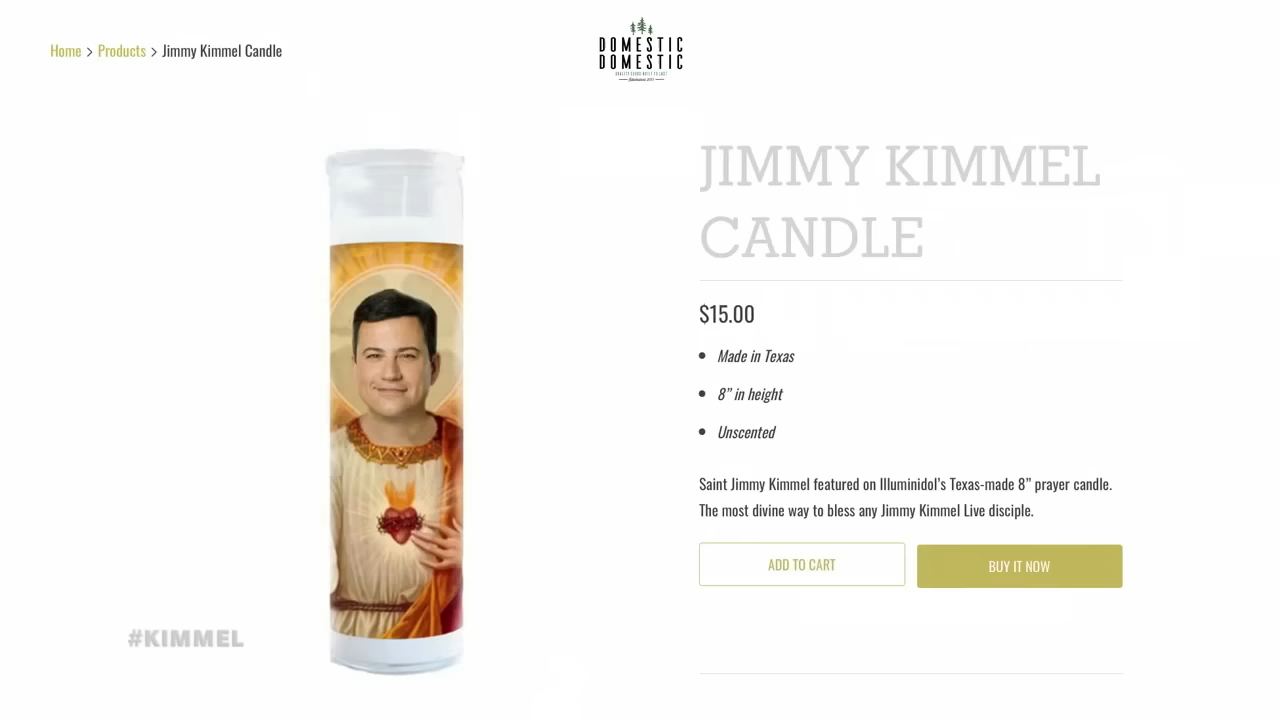 Home > Products > Jimmy Kimmel Candle
DOMESTIC
DOMESTIC
JIMMY KIMMEL
CANDLE
$15.00
• Made in Texas
• 8” in height
• Unscented
Saint Jimmy Kimmel featured on Illuminidol’s Texas-made 8” prayer candle.
The most divine way to bless any Jimmy Kimmel Live disciple.
ADD TO CART
BUY IT NOW
#KIMMEL